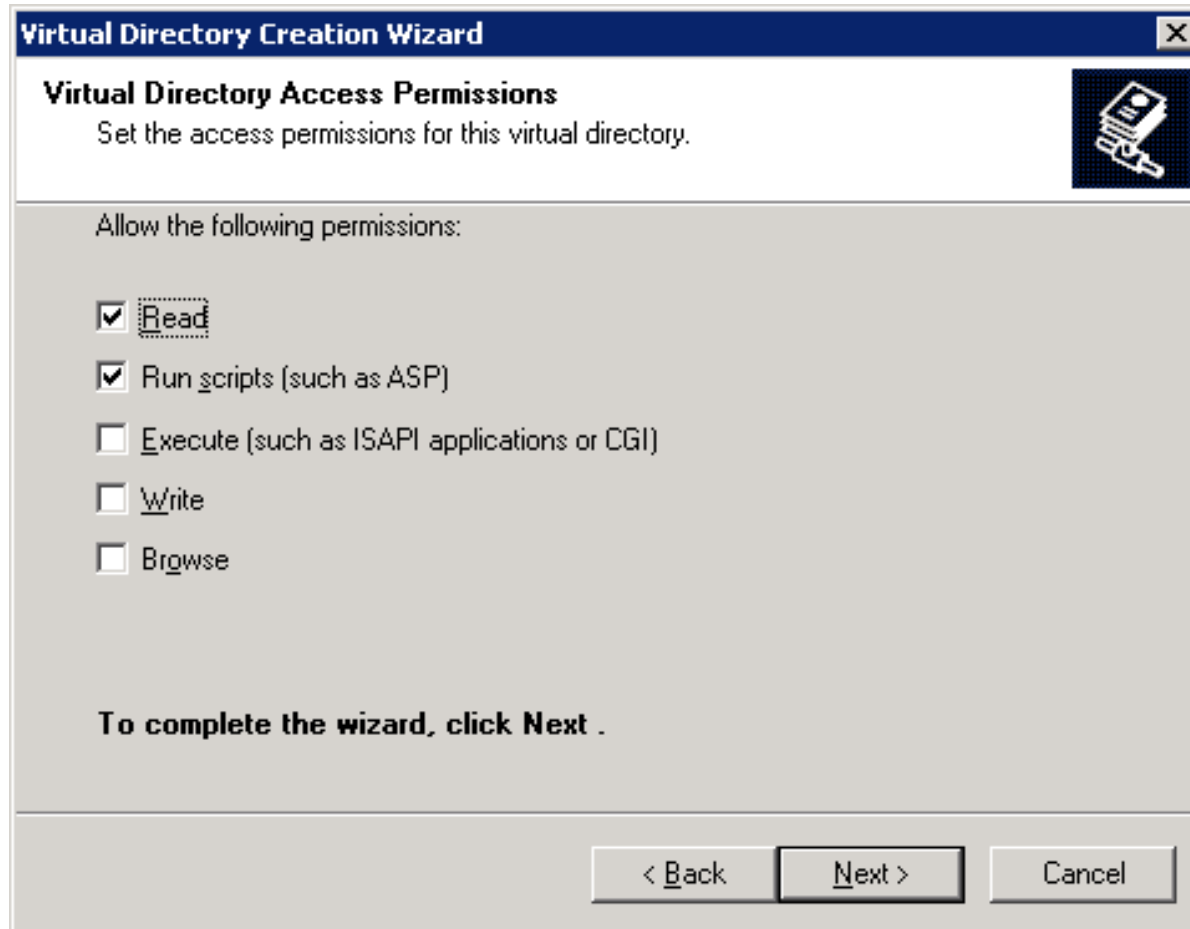 Virtual Directory Creation Wizard
Virtual Directory Access Permissions
Set the access permissions for this virtual directory.
Allow the following permissions:
Read
Run scripts (such as ASP)
Execute (such as ISAPI applications or CGI)
Write
Browse
To complete the wizard, click Next .
< Back Next > Cancel